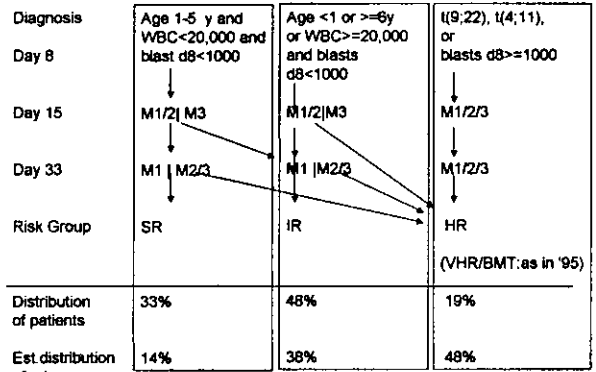 Diagnosis
Age 1-5 y and
WBC<20,000 and
blast d8<1000
Age <1 or >=6y
or WBC>=20,000
and blasts
d8<1000
t(9;22), t(4;11),
or
blasts d8>=1000
Day 8
Day 15
M1/2| M3
M1/2|M3
M1/2/3
Day 33
M1 | M2/3
M1 |M2/3
M1/2/3
Risk Group
SR
IR
HR
(VHR/BMT:as in '95)
Distribution
of patients
33%
48%
19%
Est.distribution
14%
38%
48%